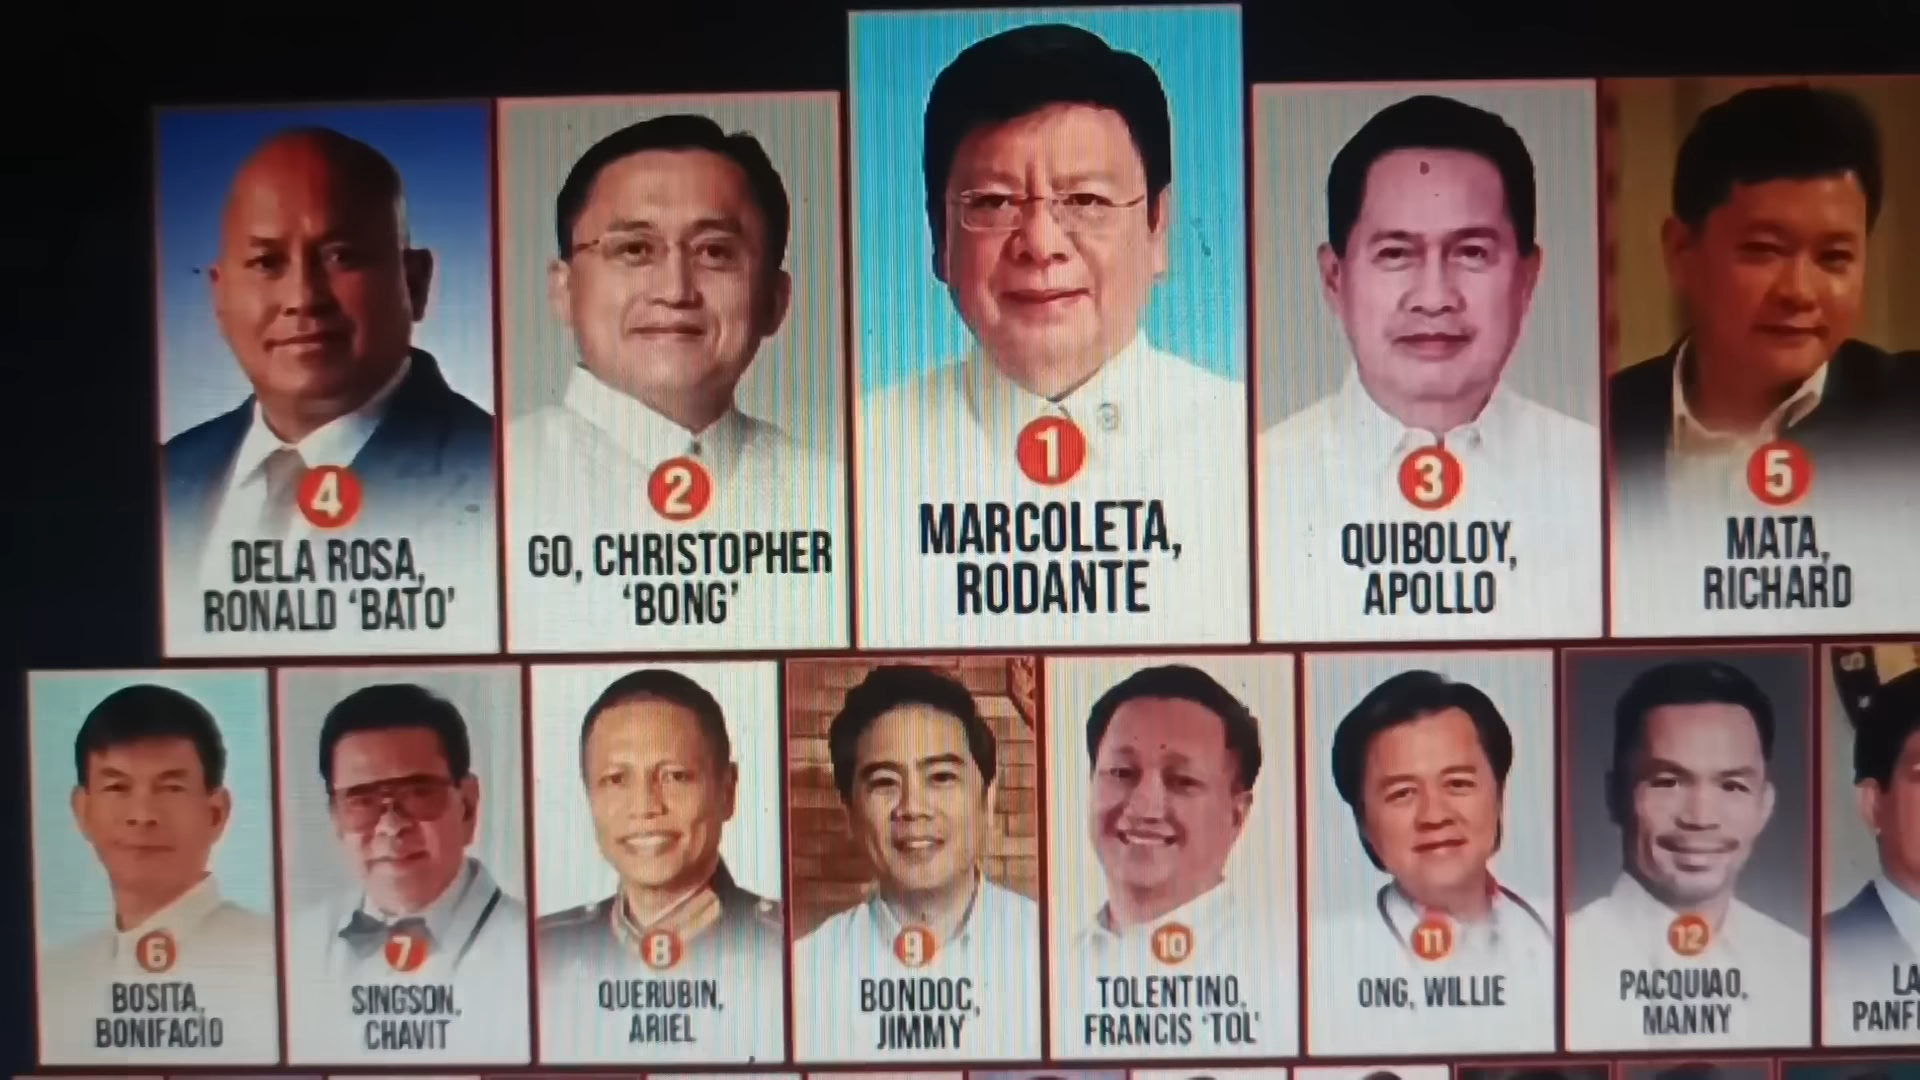 4
DELA ROSA,
RONALD 'BATO'
2
GO, CHRISTOPHER
'BONG'
1
MARCOLETA,
RODANTE
3
QUIBOLOY,
APOLLO
5
MATA,
RICHARD
6
BOSITA,
BONIFACIO
7
SINGSON,
CHAVIT
8
QUERUBIN,
ARIEL
9
BONDOC,
JIMMY
10
TOLENTINO,
FRANCIS 'TOL'
11
ONG, WILLIE
12
PACQUIAO,
MANNY
LA
PANF